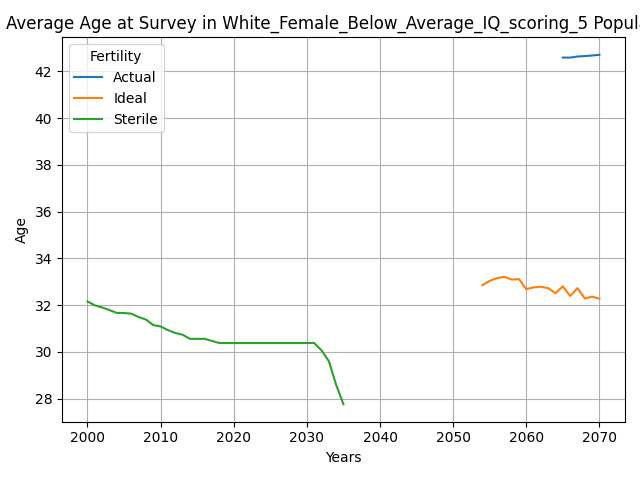 Average Age at Survey in White_Female_Below_Average_IQ_scoring_5 Popul
Fertility
Actual
Ideal
Sterile
Age
42
40
38
36
34
32
30
28
2000 2010 2020 2030 2040 2050 2060 2070
Years